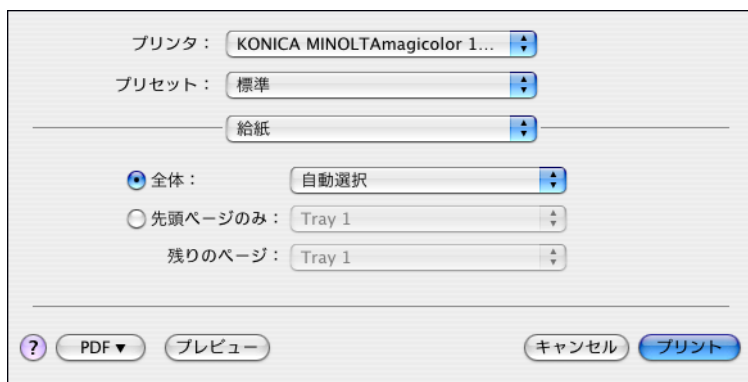 プリンタ： KONICA MINOLTAmagicolor 1...
プリセット： 標準
給紙
全体： 自動選択
先頭ページのみ： Tray 1
残りのページ： Tray 1
? PDF▼ プレビュー キャンセル プリント